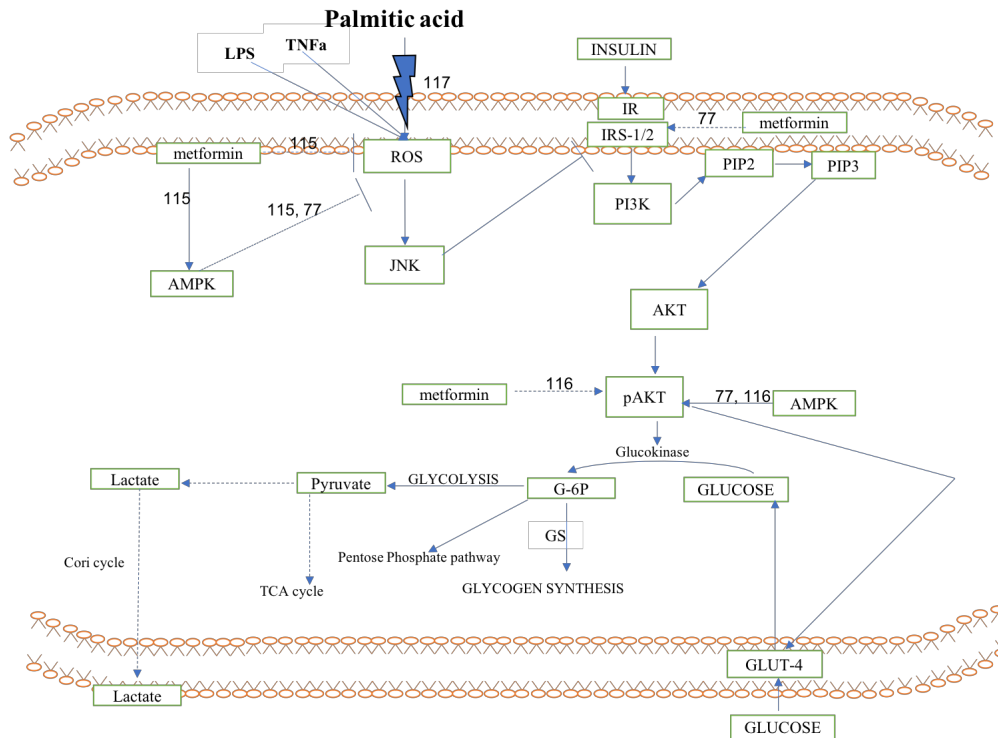 Palmitic acid
TNFa
LPS
INSULIN
117
IR
77
metformin
IRS-1/2
metformin
115
ROS
PIP2
PIP3
115
115, 77
PI3K
JNK
AMPK
AKT
116
77, 116
metformin
pAKT
AMPK
Glucokinase
Lactate
Pyruvate
GLYCOLYSIS
G-6P
GLUCOSE
GS
Pentose Phosphate pathway
Cori cycle
TCA cycle
GLYCOGEN SYNTHESIS
GLUT-4
Lactate
GLUCOSE